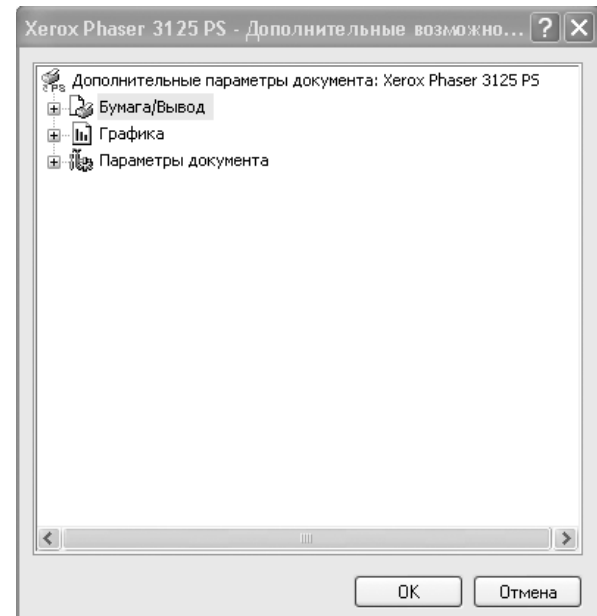 Xerox Phaser 3125 PS - Дополнительные возможно...
Дополнительные параметры документа: Xerox Phaser 3125 PS
Бумага/Вывод
Графика
Параметры документа
OK
Отмена